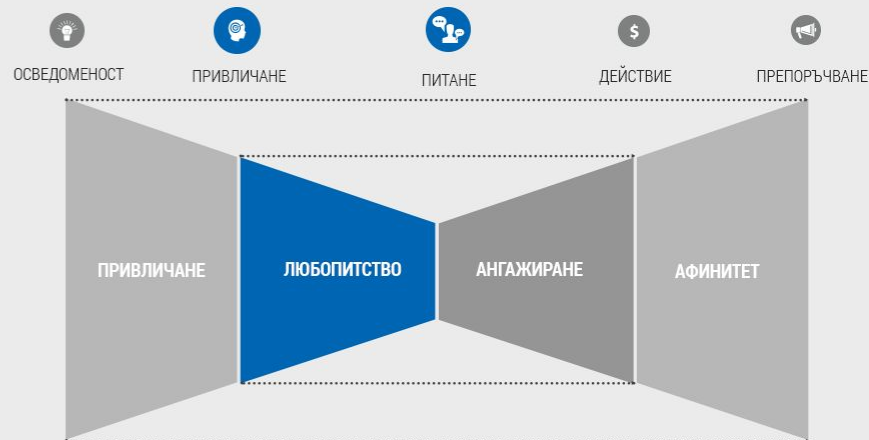 ОСВЕДОМЕНОСТ
ПРИВЛИЧАНЕ
ПИТАНЕ
ДЕЙСТВИЕ
ПРЕПОРЪЧВАНЕ
ПРИВЛИЧАНЕ
ЛЮБОПИТСТВО
АНГАЖИРАНЕ
АФИНИТЕТ